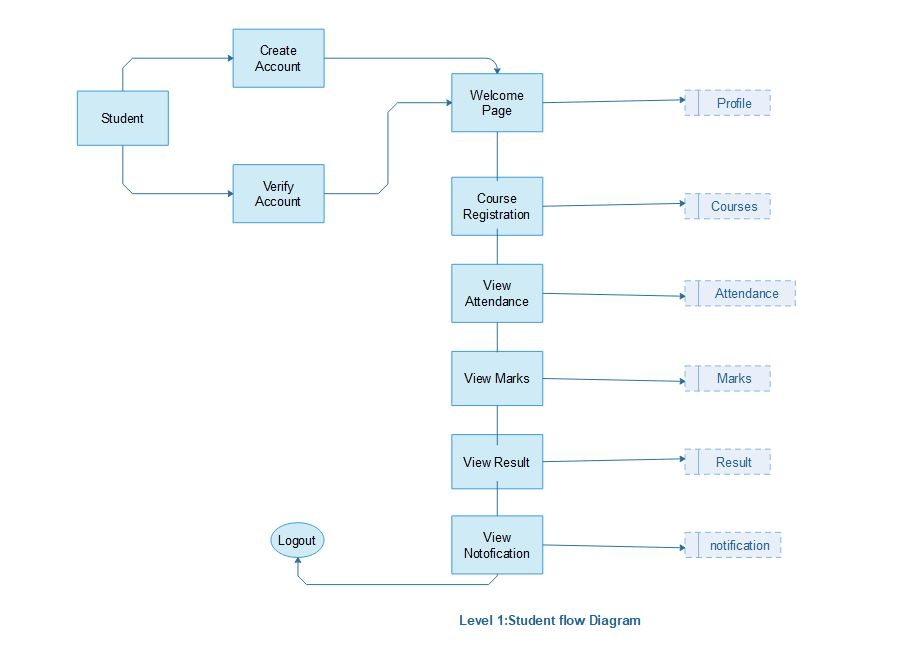 Create
Account
Student
Verify
Account
Welcome
Page
Profile
Course
Registration
Courses
View
Attendance
Attendance
View Marks
Marks
View Result
Result
View
Notofication
notification
Logout
Level 1:Student flow Diagram